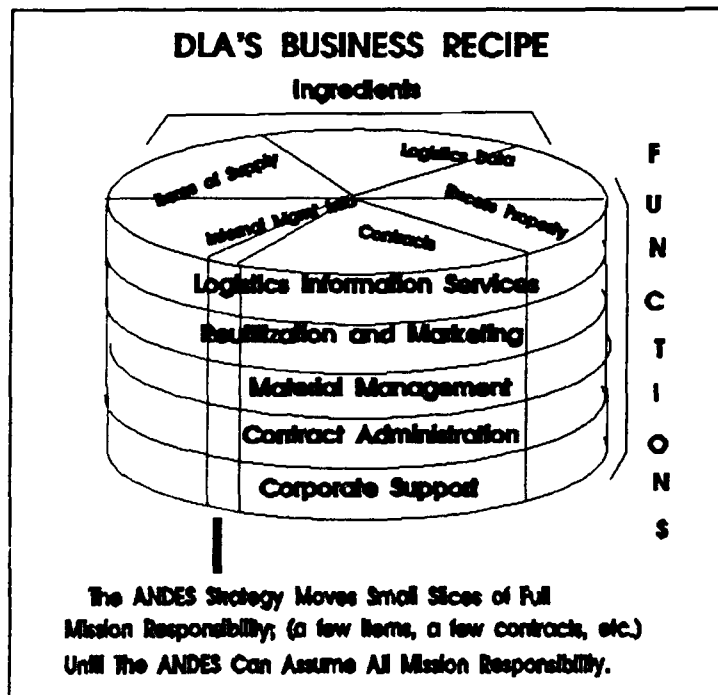 DLA'S BUSINESS RECIPE
Ingredients
FUNCTIONS
Items of Supply
Logistics Data
Internal Mgmt
Excess Property
Contracts
Logistics Information Services
Reutilization and Marketing
Material Management
Contract Administration
Corporate Support
The ANDES Strategy Moves Small Slices of Full
Mission Responsibility; (a few items, a few contracts, etc.)
Until The ANDES Can Assume All Mission Responsibility.